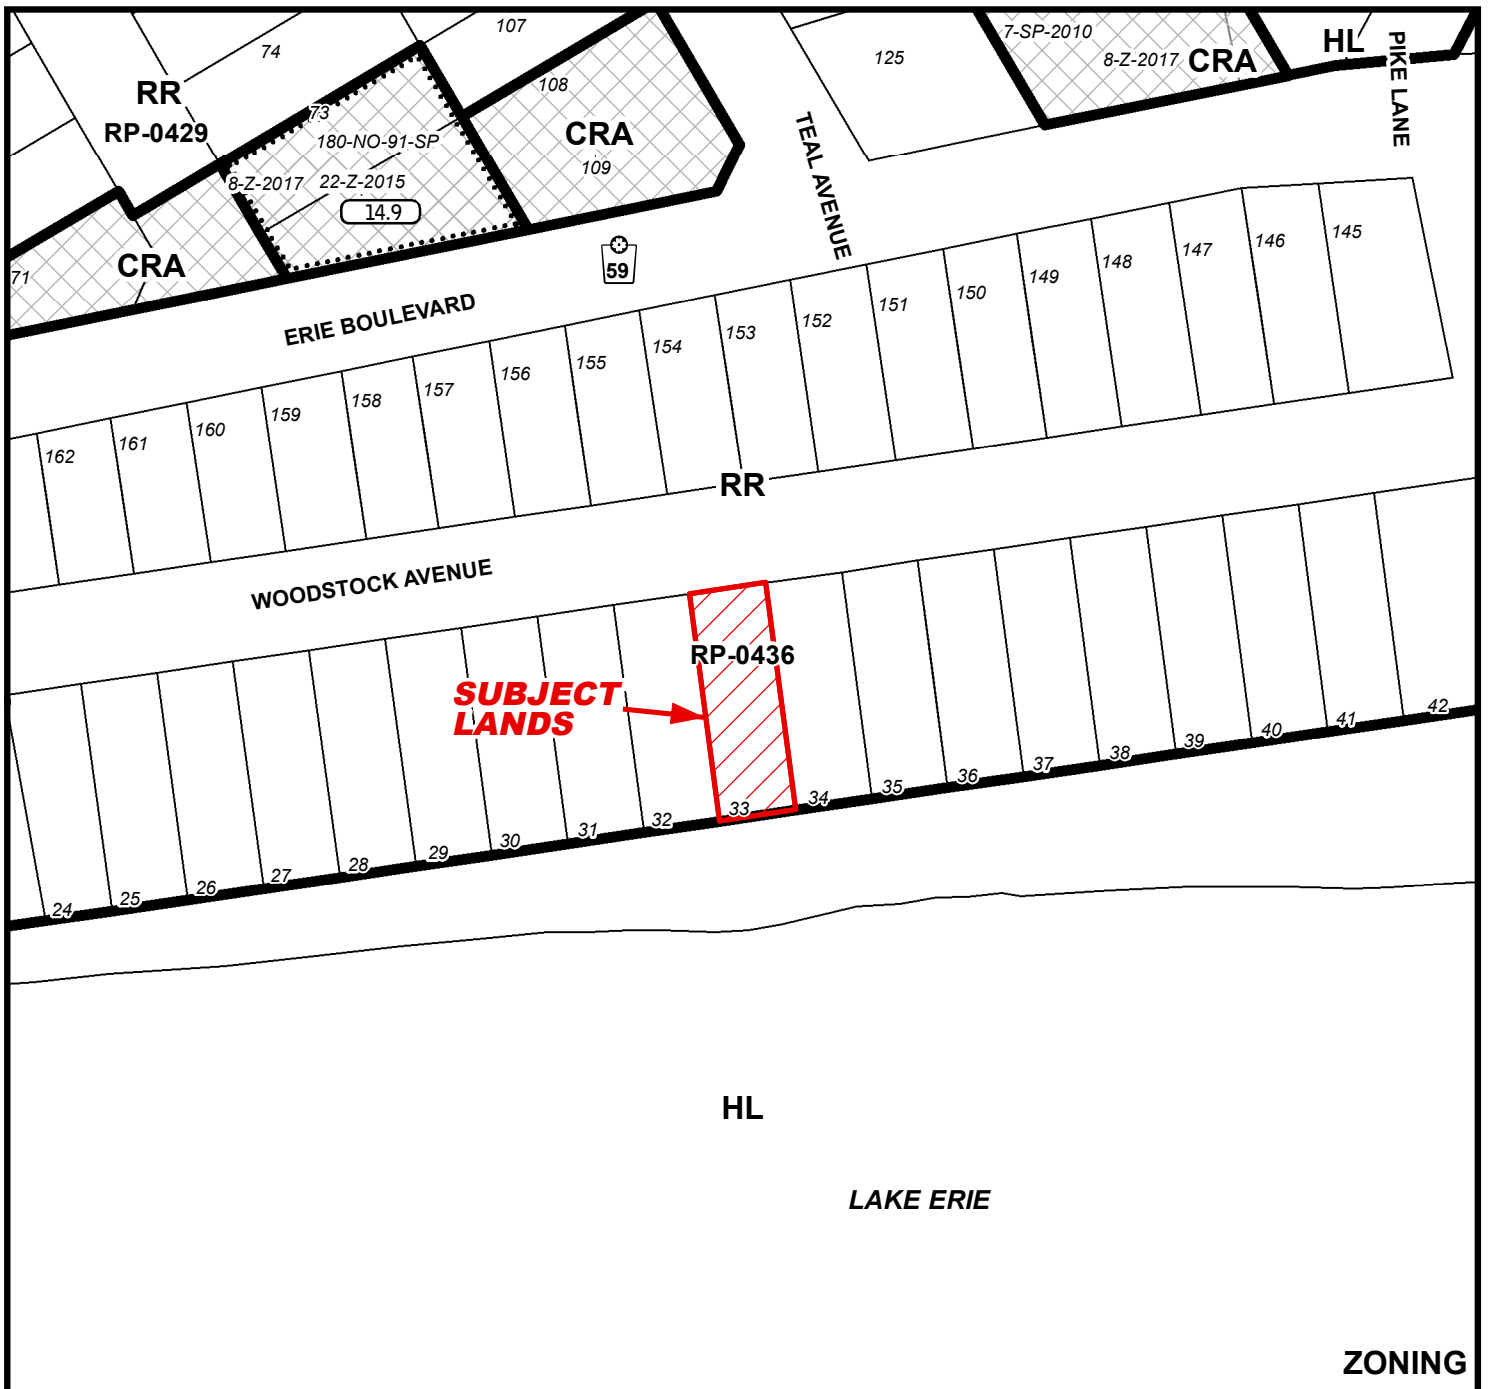 107
74
7-SP-2010
HL
PIKE LANE
125
8-Z-2017
CRA
108
RR
73
RP-0429
180-NO-91-SP
CRA
109
TEAL AVENUE
8-Z-2017
22-Z-2015
14.9
CRA
71
59
ERIE BOULEVARD
145
146
147
148
149
150
151
152
153
154
155
156
157
158
159
160
161
162
RR
WOODSTOCK AVENUE
RP-0436
SUBJECT
LANDS
24
25
26
27
28
29
30
31
32
33
34
35
36
37
38
39
40
41
42
HL
LAKE ERIE
ZONING